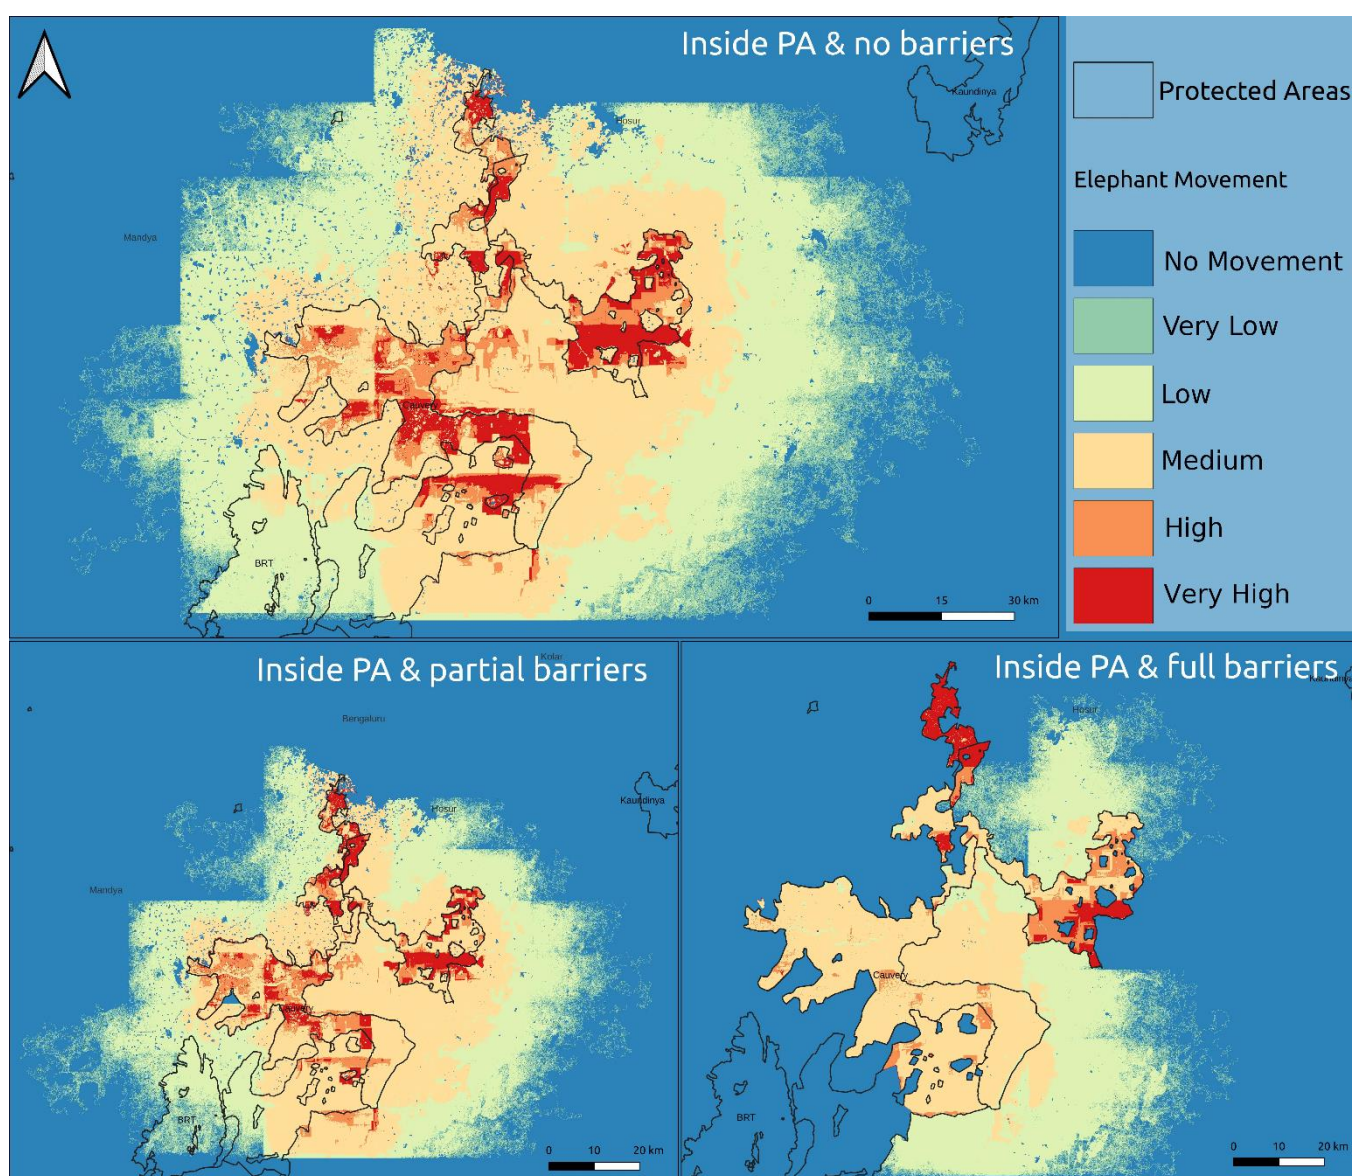 Inside PA & no barriers
Kaundinya
Hosur
Mandya
Cauvery
BRT
0 15 30 km
Protected Areas
Elephant Movement
No Movement
Very Low
Low
Medium
High
Very High
Kolar
Inside PA & partial barriers
Bengaluru
Kaundinya
Hosur
Mandya
Cauvery
BRT
0 10 20 km
Inside PA & full barriers
Kaundinya
Hosur
Cauvery
BRT
0 10 20 km